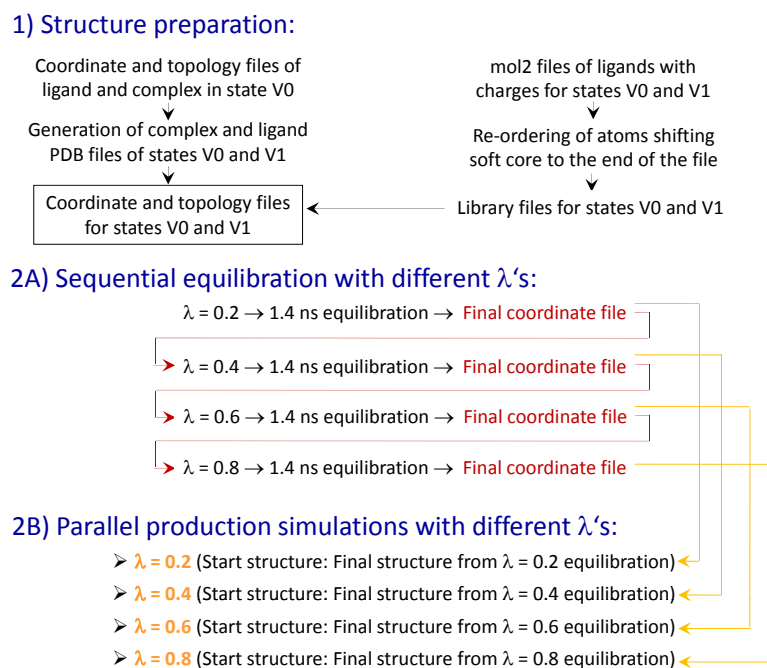 1) Structure preparation:
Coordinate and topology files of
ligand and complex in state V0
Generation of complex and ligand
PDB files of states V0 and V1
Coordinate and topology files
for states V0 and V1
mol2 files of ligands with
charges for states V0 and V1
Re-ordering of atoms shifting
soft core to the end of the file
Library files for states V0 and V1
2A) Sequential equilibration with different λ‘s:
λ = 0.2 → 1.4 ns equilibration → Final coordinate file
λ = 0.4 → 1.4 ns equilibration → Final coordinate file
λ = 0.6 → 1.4 ns equilibration → Final coordinate file
λ = 0.8 → 1.4 ns equilibration → Final coordinate file
2B) Parallel production simulations with different λ‘s:
➢ λ = 0.2 (Start structure: Final structure from λ = 0.2 equilibration)
➢ λ = 0.4 (Start structure: Final structure from λ = 0.4 equilibration)
➢ λ = 0.6 (Start structure: Final structure from λ = 0.6 equilibration)
➢ λ = 0.8 (Start structure: Final structure from λ = 0.8 equilibration)